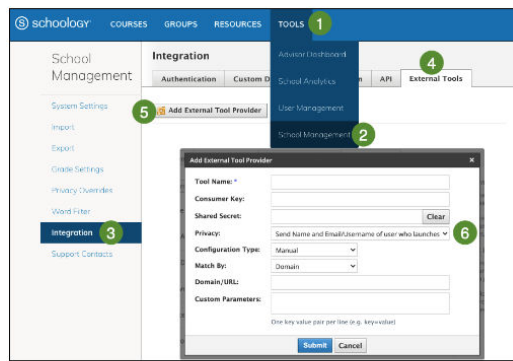 schoology
COURSES
GROUPS
RESOURCES
TOOLS
1
School
Management
System Settings
Import
Export
Grade Settings
Privacy Overrides
Word Filter
Integration
3
Support Contacts
Integration
Authentication
Custom D
API
External Tools
4
5
Add External Tool Provider
Advisor Dashboard
School Analytics
User Management
School Management
2
Add External Tool Provider
×
Tool Name: *
Consumer Key:
Shared Secret:
Clear
Privacy:
Send Name and Email/Username of user who launches
6
Configuration Type:
Manual
Match By:
Domain
Domain/URL:
Custom Parameters:
One key value pair per line (e.g. key=value)
Submit
Cancel